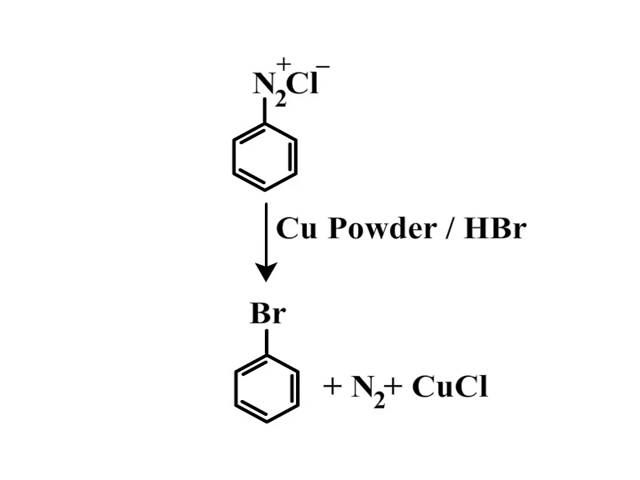 N₂⁺Cl⁻
Cu Powder / HBr
Br
+ N₂+ CuCl